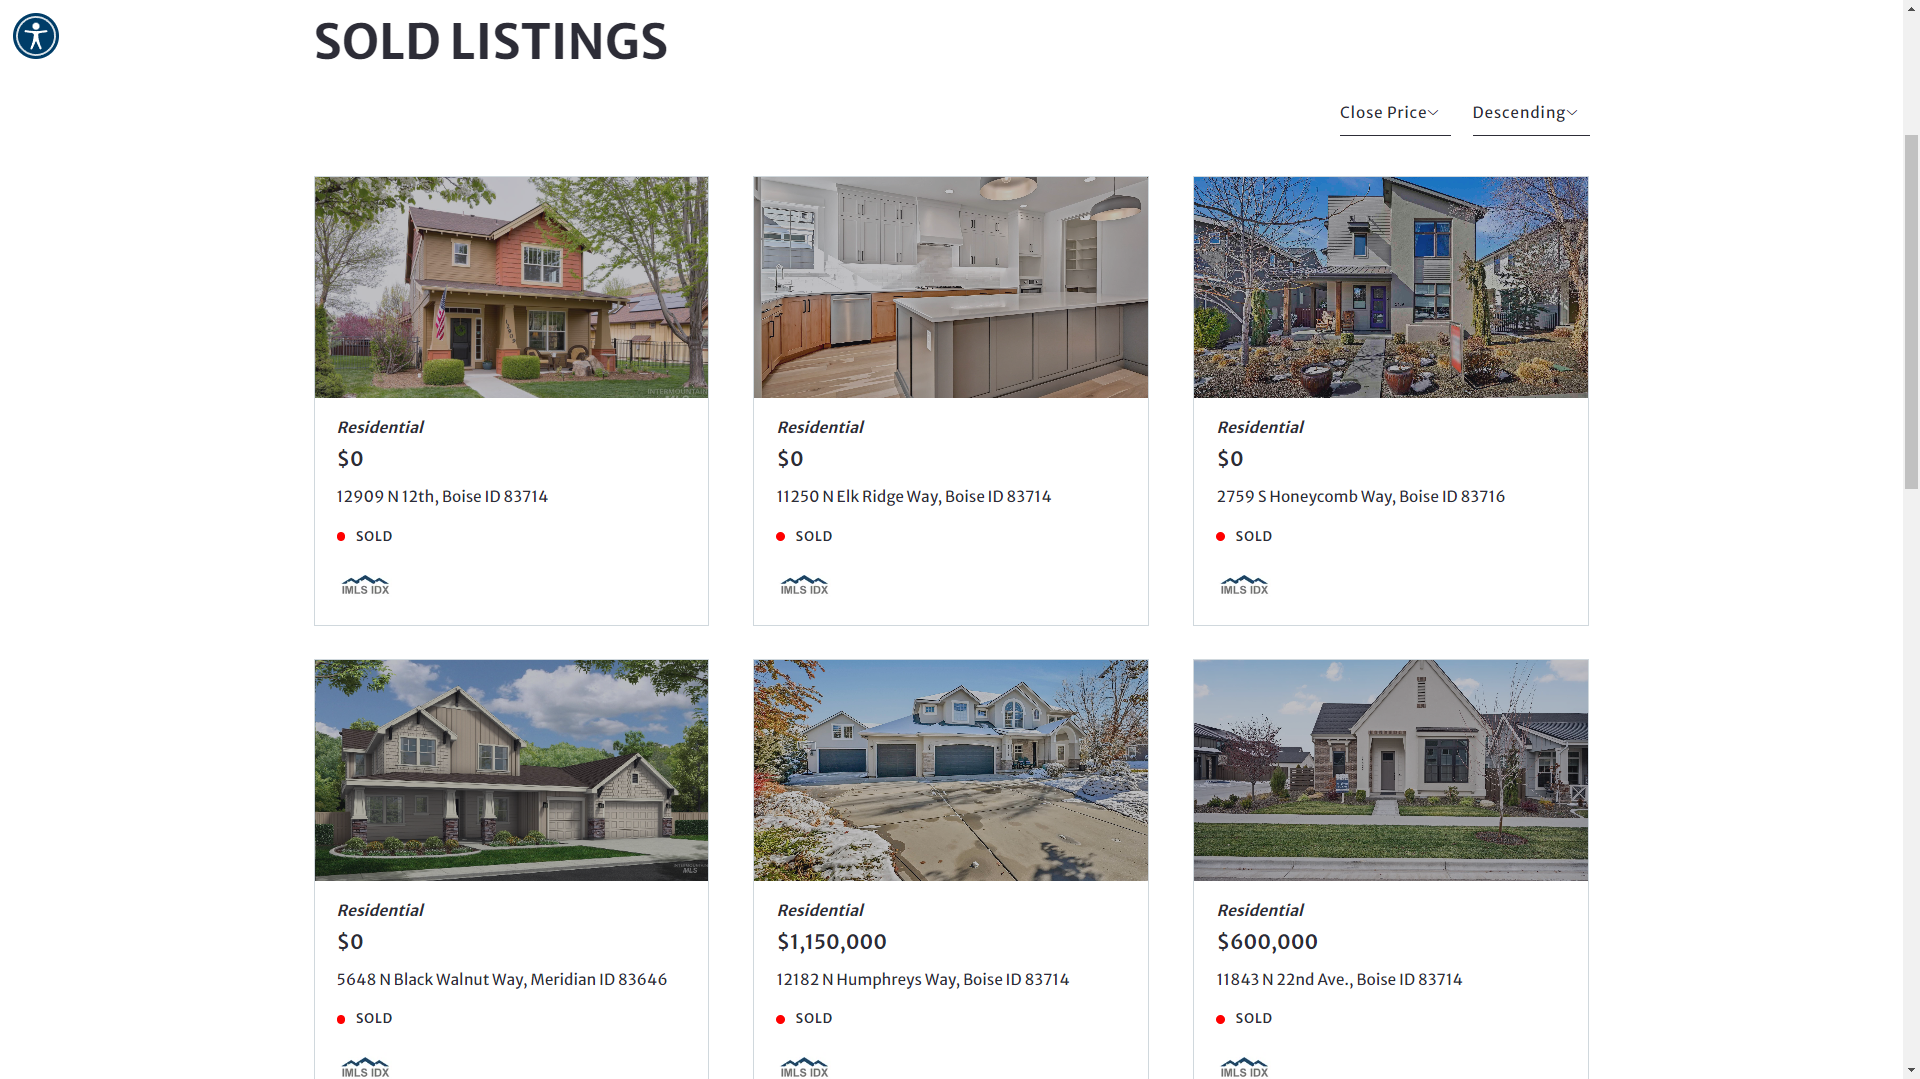 SOLD LISTINGS
Close Price
Descending
Residential
$0
12909 N 12th, Boise ID 83714
SOLD
IMLS IDX
Residential
$0
11250 N Elk Ridge Way, Boise ID 83714
SOLD
IMLS IDX
Residential
$0
2759 S Honeycomb Way, Boise ID 83716
SOLD
IMLS IDX
Residential
$0
5648 N Black Walnut Way, Meridian ID 83646
SOLD
IMLS IDX
Residential
$1,150,000
12182 N Humphreys Way, Boise ID 83714
SOLD
IMLS IDX
Residential
$600,000
11843 N 22nd Ave., Boise ID 83714
SOLD
IMLS IDX